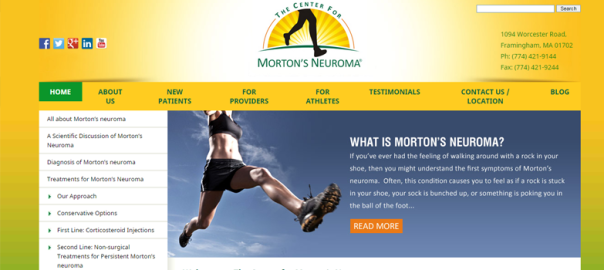 THE CENTER FOR
MORTON'S NEUROMA®
Search
1094 Worcester Road,
Framingham, MA 01702
Ph: (774) 421-9144
Fax: (774) 421-9244
HOME
ABOUT
US
NEW
PATIENTS
FOR
PROVIDERS
FOR
ATHLETES
TESTIMONIALS
CONTACT US /
LOCATION
BLOG
All about Morton's neuroma
A Scientific Discussion of Morton's
Neuroma
Diagnosis of Morton's neuroma
Treatments for Morton's Neuroma
Our Approach
Conservative Options
First Line: Corticosteroid Injections
Second Line: Non-surgical
Treatments for Persistent Morton's
neuroma
WHAT IS MORTON'S NEUROMA?
If you've ever had the feeling of walking around with a rock in your
shoe, then you might understand the first symptoms of Morton's
neuroma. Often, this condition causes you to feel as if a rock is stuck
in your shoe, your sock is bunched up, or something is poking you in
the ball of the foot...
READ MORE